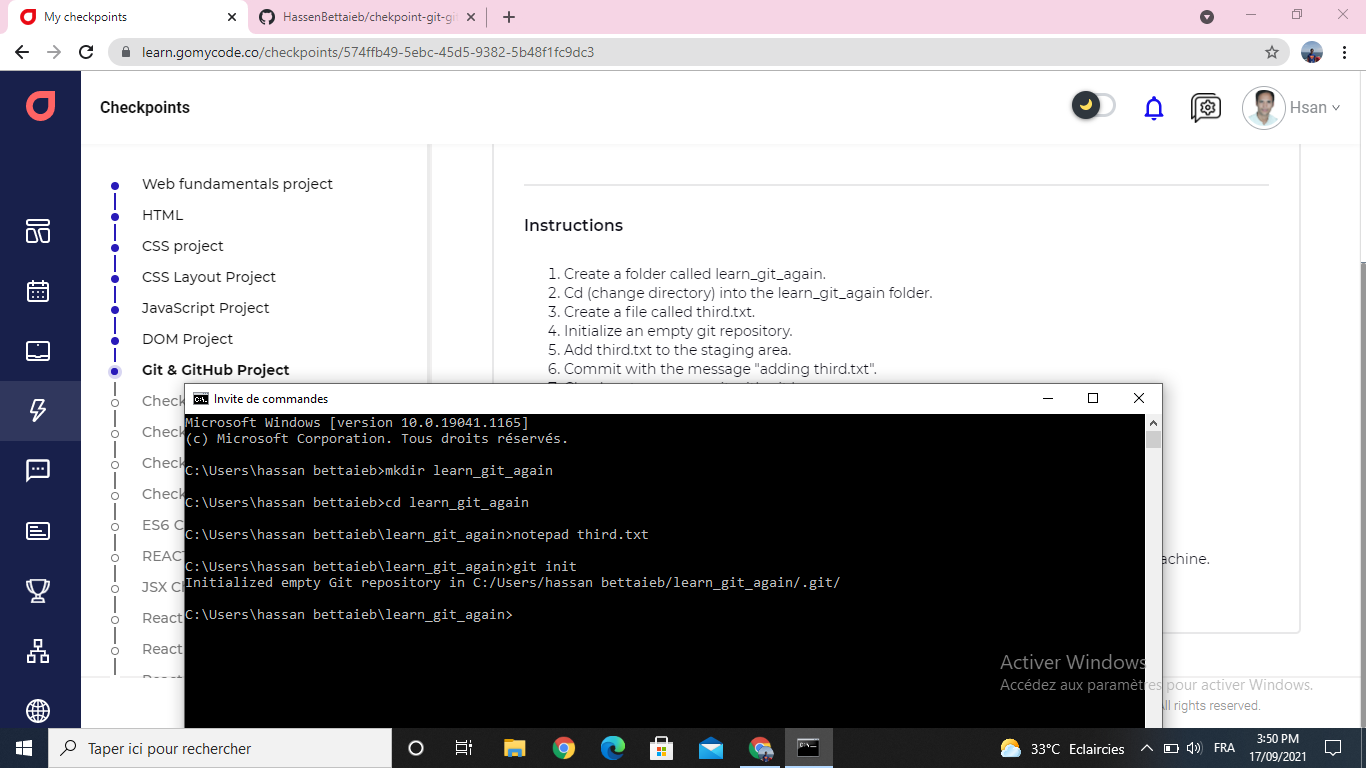 My checkpoints
HassenBettaieb/chekpoint-git-gi
learn.gomycode.co/checkpoints/574ffb49-5ebc-45d5-9382-5b48f1fc9dc3
Checkpoints
Hsan
Web fundamentals project
HTML
CSS project
CSS Layout Project
JavaScript Project
DOM Project
Git & GitHub Project
Check
Check
Check
Check
ES6 C
REACT
JSX C
React
React
Instructions
1. Create a folder called learn_git_again.
2. Cd (change directory) into the learn_git_again folder.
3. Create a file called third.txt.
4. Initialize an empty git repository.
5. Add third.txt to the staging area.
6. Commit with the message "adding third.txt".
achine.
Invite de commandes
Microsoft Windows [version 10.0.19041.1165]
(c) Microsoft Corporation. Tous droits réservés.
C:\Users\hassan bettaieb>mkdir learn_git_again
C:\Users\hassan bettaieb>cd learn_git_again
C:\Users\hassan bettaieb\learn_git_again>notepad third.txt
C:\Users\hassan bettaieb\learn_git_again>git init
Initialized empty Git repository in C:/Users/hassan bettaieb/learn_git_again/.git/
C:\Users\hassan bettaieb\learn_git_again>
Activer Windows
Accédez aux paramètres pour activer Windows.
ll rights reserved.
Taper ici pour rechercher
33°C Eclaircies
FRA
3:50 PM
17/09/2021